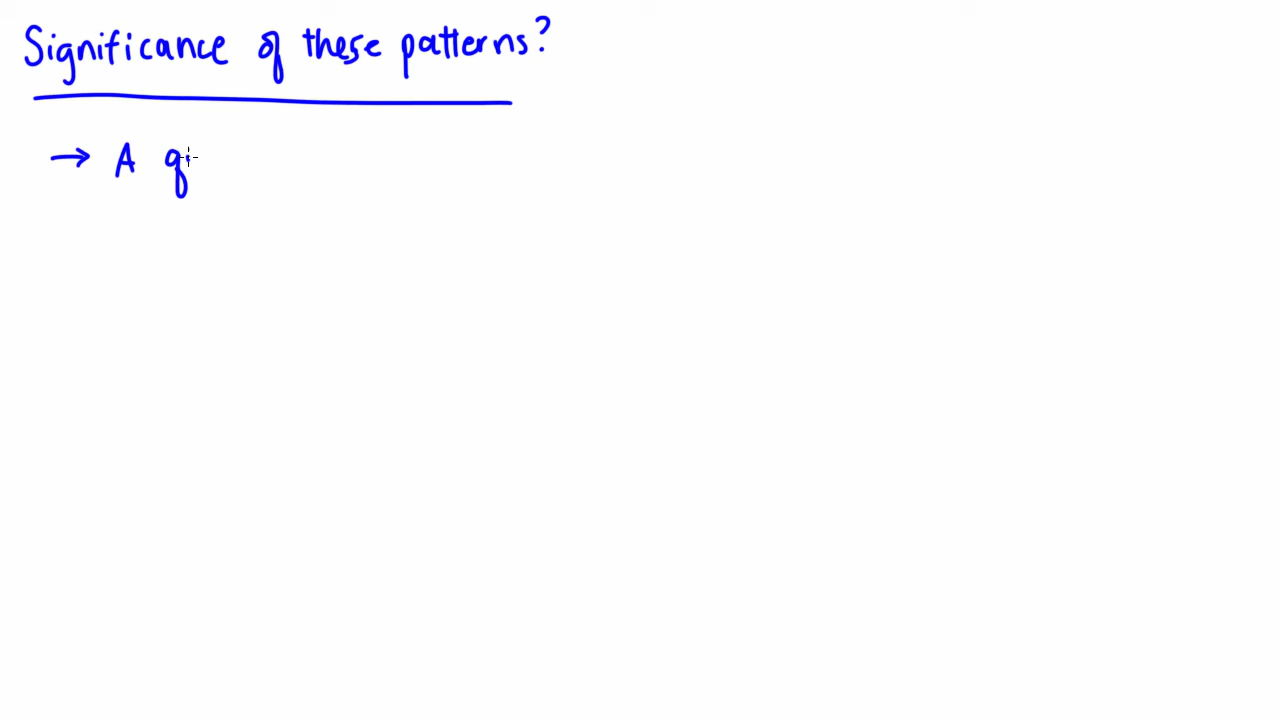 Significance of these patterns?
→ A q